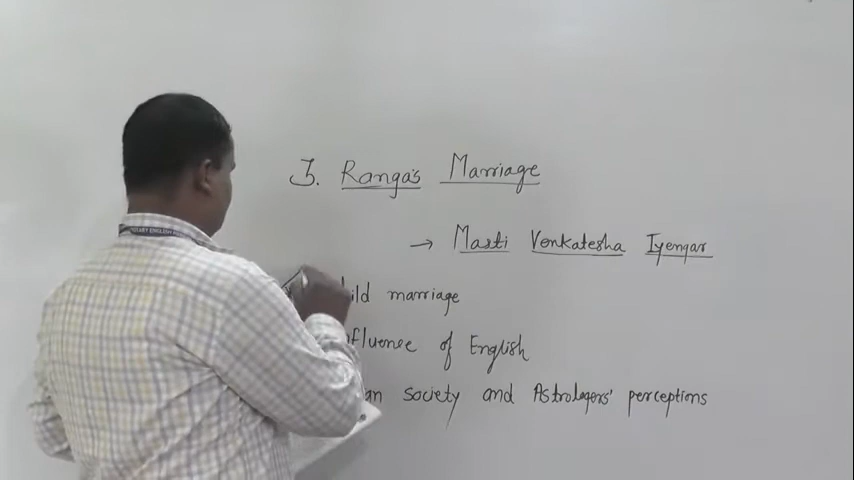 3. Ranga's Marriage
→ Masti Venkatesha Iyengar
ild marriage
fluence of English
an society and Astrologers' perceptions